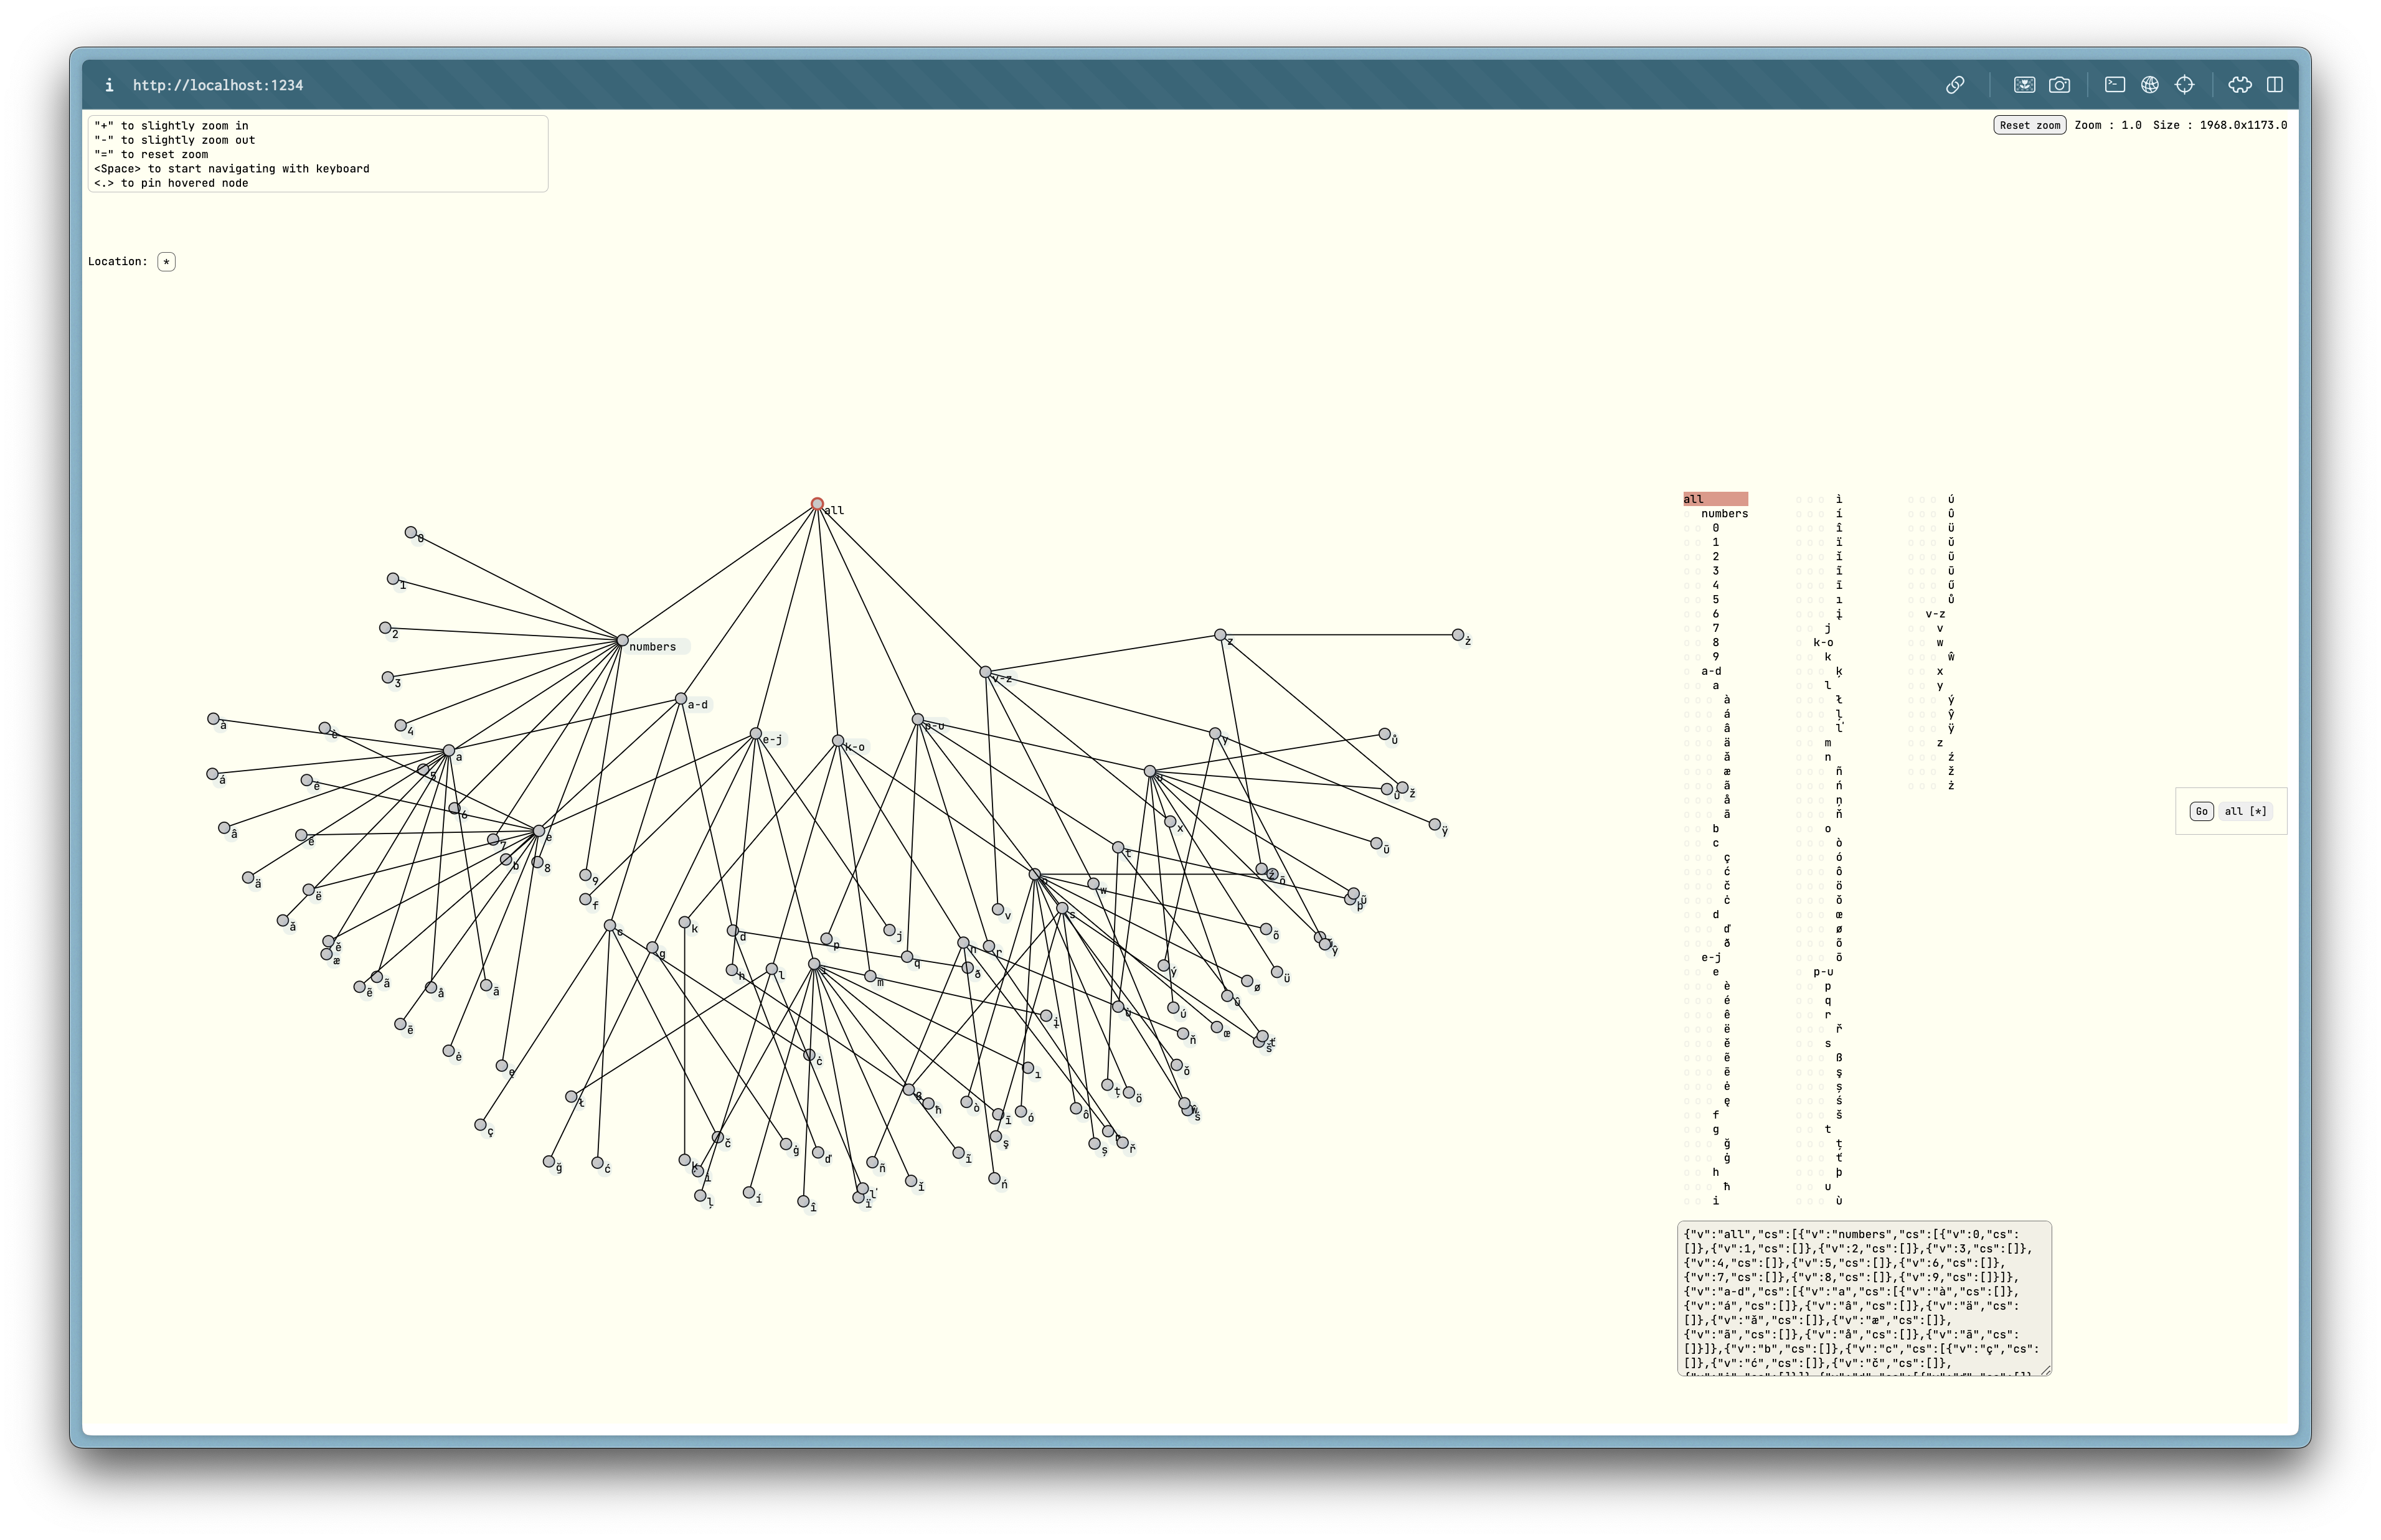 http://localhost:1234
"+" to slightly zoom in
"-" to slightly zoom out
"=" to reset zoom
<Space> to start navigating with keyboard
<.> to pin hovered node
Reset zoom Zoom : 1.0 Size : 1968.0x1173.0
Location: *
all
numbers
0
1
2
3
4
5
6
7
8
9
a-d
a
à
á
â
ä
ă
æ
ã
å
ā
b
c
ç
ć
č
ċ
d
ď
ð
e-j
e
è
é
ê
ë
ě
ẽ
ē
ė
ę
f
g
ğ
ġ
h
ħ
i
ì
í
î
ï
ǐ
ĩ
ī
ı
į
j
k-o
k
ķ
l
ł
ļ
ľ
m
n
ñ
ń
ņ
ň
o
ò
ó
ô
ö
ǒ
œ
ø
õ
ō
p-u
p
q
r
ř
s
ß
ş
ș
ś
š
t
ț
ť
þ
u
ù
ú
û
ü
ŭ
ũ
ū
ű
ů
v-z
v
w
ŵ
x
y
ý
ŷ
ÿ
z
ź
ž
ż
Go all [*]
{"v":"all","cs":[{"v":"numbers","cs":[{"v":0,"cs":
[]},{"v":1,"cs":[]},{"v":2,"cs":[]},{"v":3,"cs":[]},
{"v":4,"cs":[]},{"v":5,"cs":[]},{"v":6,"cs":[]},
{"v":7,"cs":[]},{"v":8,"cs":[]},{"v":9,"cs":[]}]},
{"v":"a-d","cs":[{"v":"a","cs":[{"v":"à","cs":[]},
{"v":"á","cs":[]},{"v":"â","cs":[]},{"v":"ä","cs":
[]},{"v":"ă","cs":[]},{"v":"æ","cs":[]},
{"v":"ã","cs":[]},{"v":"å","cs":[]},{"v":"ā","cs":
[]}]},{"v":"b","cs":[]},{"v":"c","cs":[{"v":"ç","cs":
[]},{"v":"ć","cs":[]},{"v":"č","cs":[]},